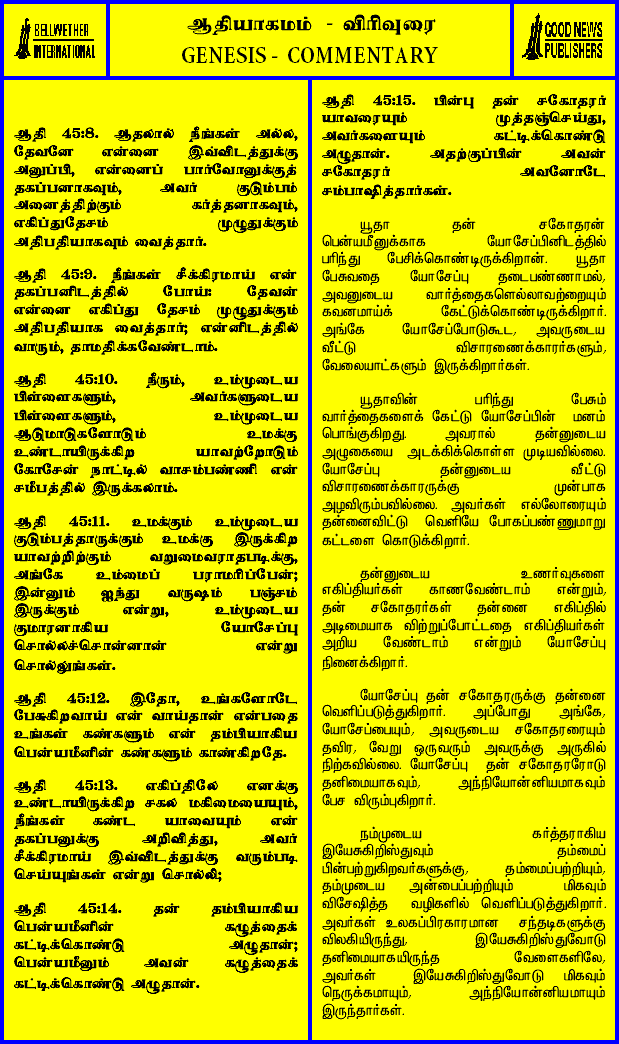 BELLWETHER
INTERNATIONAL
ஆதியாகமம் - விரிவுரை
GENESIS - COMMENTARY
GOOD NEWS
PUBLISHERS
ஆதி 45:8. ஆதலால் நீங்கள் அல்ல,
தேவனே என்னை இவ்விடத்துக்கு
அனுப்பி, என்னைப் பார்வோனுக்குத்
தகப்பனாகவும், அவர் குடும்பம்
அனைத்திற்கும் கர்த்தனாகவும்,
எகிப்துதேசம் முழுதுக்கும்
அதிபதியாகவும் வைத்தார்.
ஆதி 45:9. நீங்கள் சீக்கிரமாய் என்
தகப்பனிடத்தில் போய்: தேவன்
என்னை எகிப்து தேசம் முழுதுக்கும்
அதிபதியாக வைத்தார்; என்னிடத்தில்
வாரும், தாமதிக்கவேண்டாம்.
ஆதி 45:10. நீரும், உம்முடைய
பிள்ளைகளும், அவர்களுடைய
பிள்ளைகளும், உம்முடைய
ஆடுமாடுகளோடும் உமக்கு
உண்டாயிருக்கிற யாவற்றோடும்
கோசேன் நாட்டில் வாசம்பண்ணி என்
சமீபத்தில் இருக்கலாம்.
ஆதி 45:11. உமக்கும் உம்முடைய
குடும்பத்தாருக்கும் உமக்கு இருக்கிற
யாவற்றிற்கும் வறுமைவராதபடிக்கு,
அங்கே உம்மைப் பராமரிப்பேன்;
இன்னும் ஐந்து வருஷம் பஞ்சம்
இருக்கும் என்று, உம்முடைய
குமாரனாகிய யோசேப்பு
சொல்லச்சொன்னான் என்று
சொல்லுங்கள்.
ஆதி 45:12. இதோ, உங்களோடே
பேசுகிறவாய் என் வாய்தான் என்பதை
உங்கள் கண்களும் என் தம்பியாகிய
பென்யமீனின் கண்களும் காண்கிறதே.
ஆதி 45:13. எகிப்திலே எனக்கு
உண்டாயிருக்கிற சகல மகிமையையும்,
நீங்கள் கண்ட யாவையும் என்
தகப்பனுக்கு அறிவித்து, அவர்
சீக்கிரமாய் இவ்விடத்துக்கு வரும்படி
செய்யுங்கள் என்று சொல்லி;
ஆதி 45:14. தன் தம்பியாகிய
பென்யமீனின் கழுத்தைக்
கட்டிக்கொண்டு அழுதான்;
பென்யமீனும் அவன் கழுத்தைக்
கட்டிக்கொண்டு அழுதான்.
ஆதி 45:15. பின்பு தன் சகோதரர்
யாவரையும் முத்தஞ்செய்து,
அவர்களையும் கட்டிக்கொண்டு
அழுதான். அதற்குப்பின் அவன்
சகோதரர் அவனோடே
சம்பாஷித்தார்கள்.
யூதா தன் சகோதரன்
பென்யமீனுக்காக யோசேப்பினிடத்தில்
பரிந்து பேசிக்கொண்டிருக்கிறான். யூதா
பேசுவதை யோசேப்பு தடைபண்ணாமல்,
அவனுடைய வார்த்தைகளெல்லாவற்றையும்
கவனமாய்க் கேட்டுக்கொண்டிருக்கிறார்.
அங்கே யோசேப்போடுகூட, அவருடைய
வீட்டு விசாரணைக்காரர்களும்,
வேலையாட்களும் இருக்கிறார்கள்.
யூதாவின் பரிந்து பேசும்
வார்த்தைகளைக் கேட்டு யோசேப்பின் மனம்
பொங்குகிறது. அவரால் தன்னுடைய
அழுகையை அடக்கிக்கொள்ள முடியவில்லை.
யோசேப்பு தன்னுடைய வீட்டு
விசாரணைக்காரருக்கு முன்பாக
அழவிரும்பவில்லை. அவர்கள் எல்லோரையும்
தன்னைவிட்டு வெளியே போகப்பண்ணுமாறு
கட்டளை கொடுக்கிறார்.
தன்னுடைய உணர்வுகளை
எகிப்தியர்கள் காணவேண்டாம் என்றும்,
தன் சகோதரர்கள் தன்னை எகிப்தில்
அடிமையாக விற்றுப்போட்டதை எகிப்தியர்கள்
அறிய வேண்டாம் என்றும் யோசேப்பு
நினைக்கிறார்.
யோசேப்பு தன் சகோதரருக்கு தன்னை
வெளிப்படுத்துகிறார். அப்போது அங்கே,
யோசேப்பையும், அவருடைய சகோதரரையும்
தவிர, வேறு ஒருவரும் அவருக்கு அருகில்
நிற்கவில்லை. யோசேப்பு தன் சகோதரரோடு
தனிமையாகவும், அந்நியோன்னியமாகவும்
பேச விரும்புகிறார்.
நம்முடைய கர்த்தராகிய
இயேசுகிறிஸ்துவும் தம்மைப்
பின்பற்றுகிறவர்களுக்கு, தம்மைப்பற்றியும்,
தம்முடைய அன்பைப்பற்றியும் மிகவும்
விசேஷித்த வழிகளில் வெளிப்படுத்துகிறார்.
அவர்கள் உலகப்பிரகாரமான சந்தடிகளுக்கு
விலகியிருந்து, இயேசுகிறிஸ்துவோடு
தனிமையாகயிருந்த வேளைகளிலே,
அவர்கள் இயேசுகிறிஸ்துவோடு மிகவும்
நெருக்கமாயும், அந்நியோன்னியமாயும்
இருந்தார்கள்.